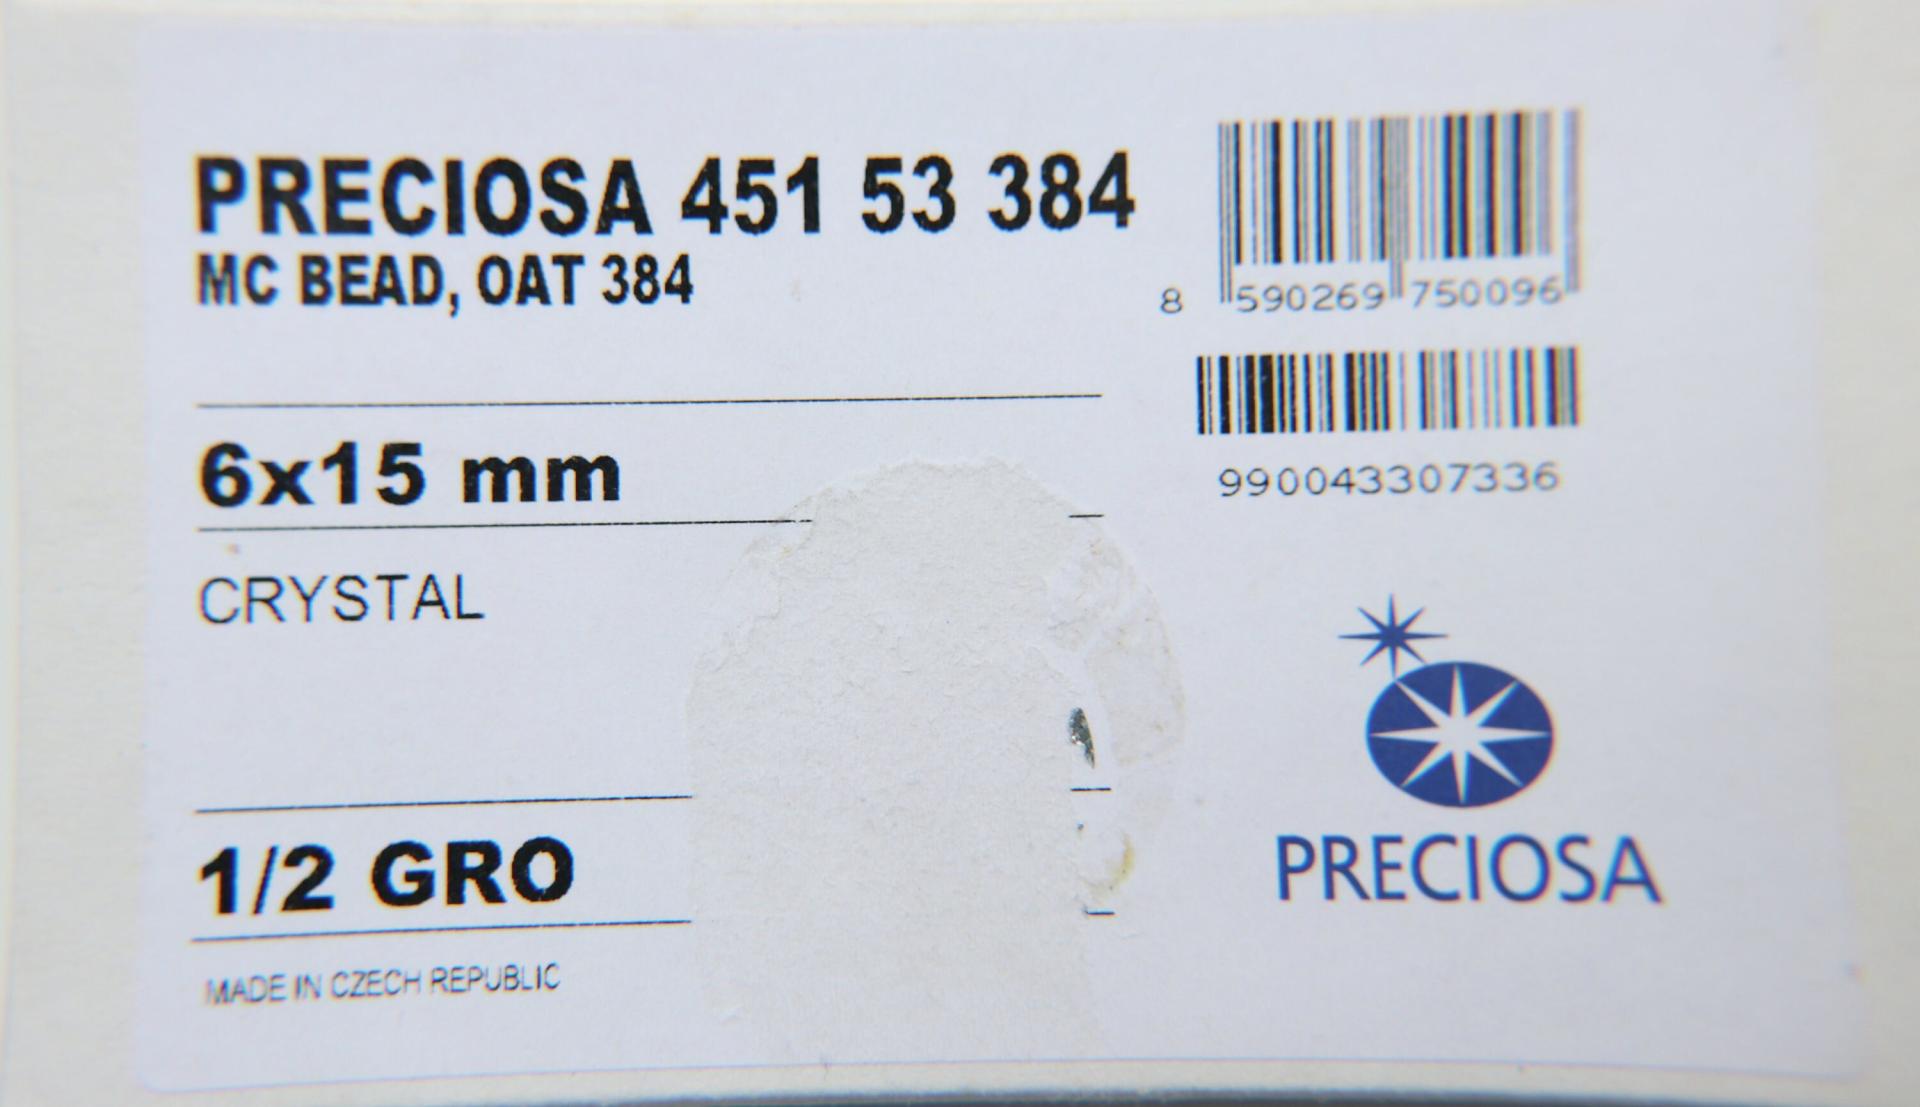 PRECIOSA 451 53 384
MC BEAD, OAT 384
8 590269 750096
6x15 mm
990043307336
CRYSTAL
1/2 GRO
PRECIOSA
MADE IN CZECH REPUBLIC